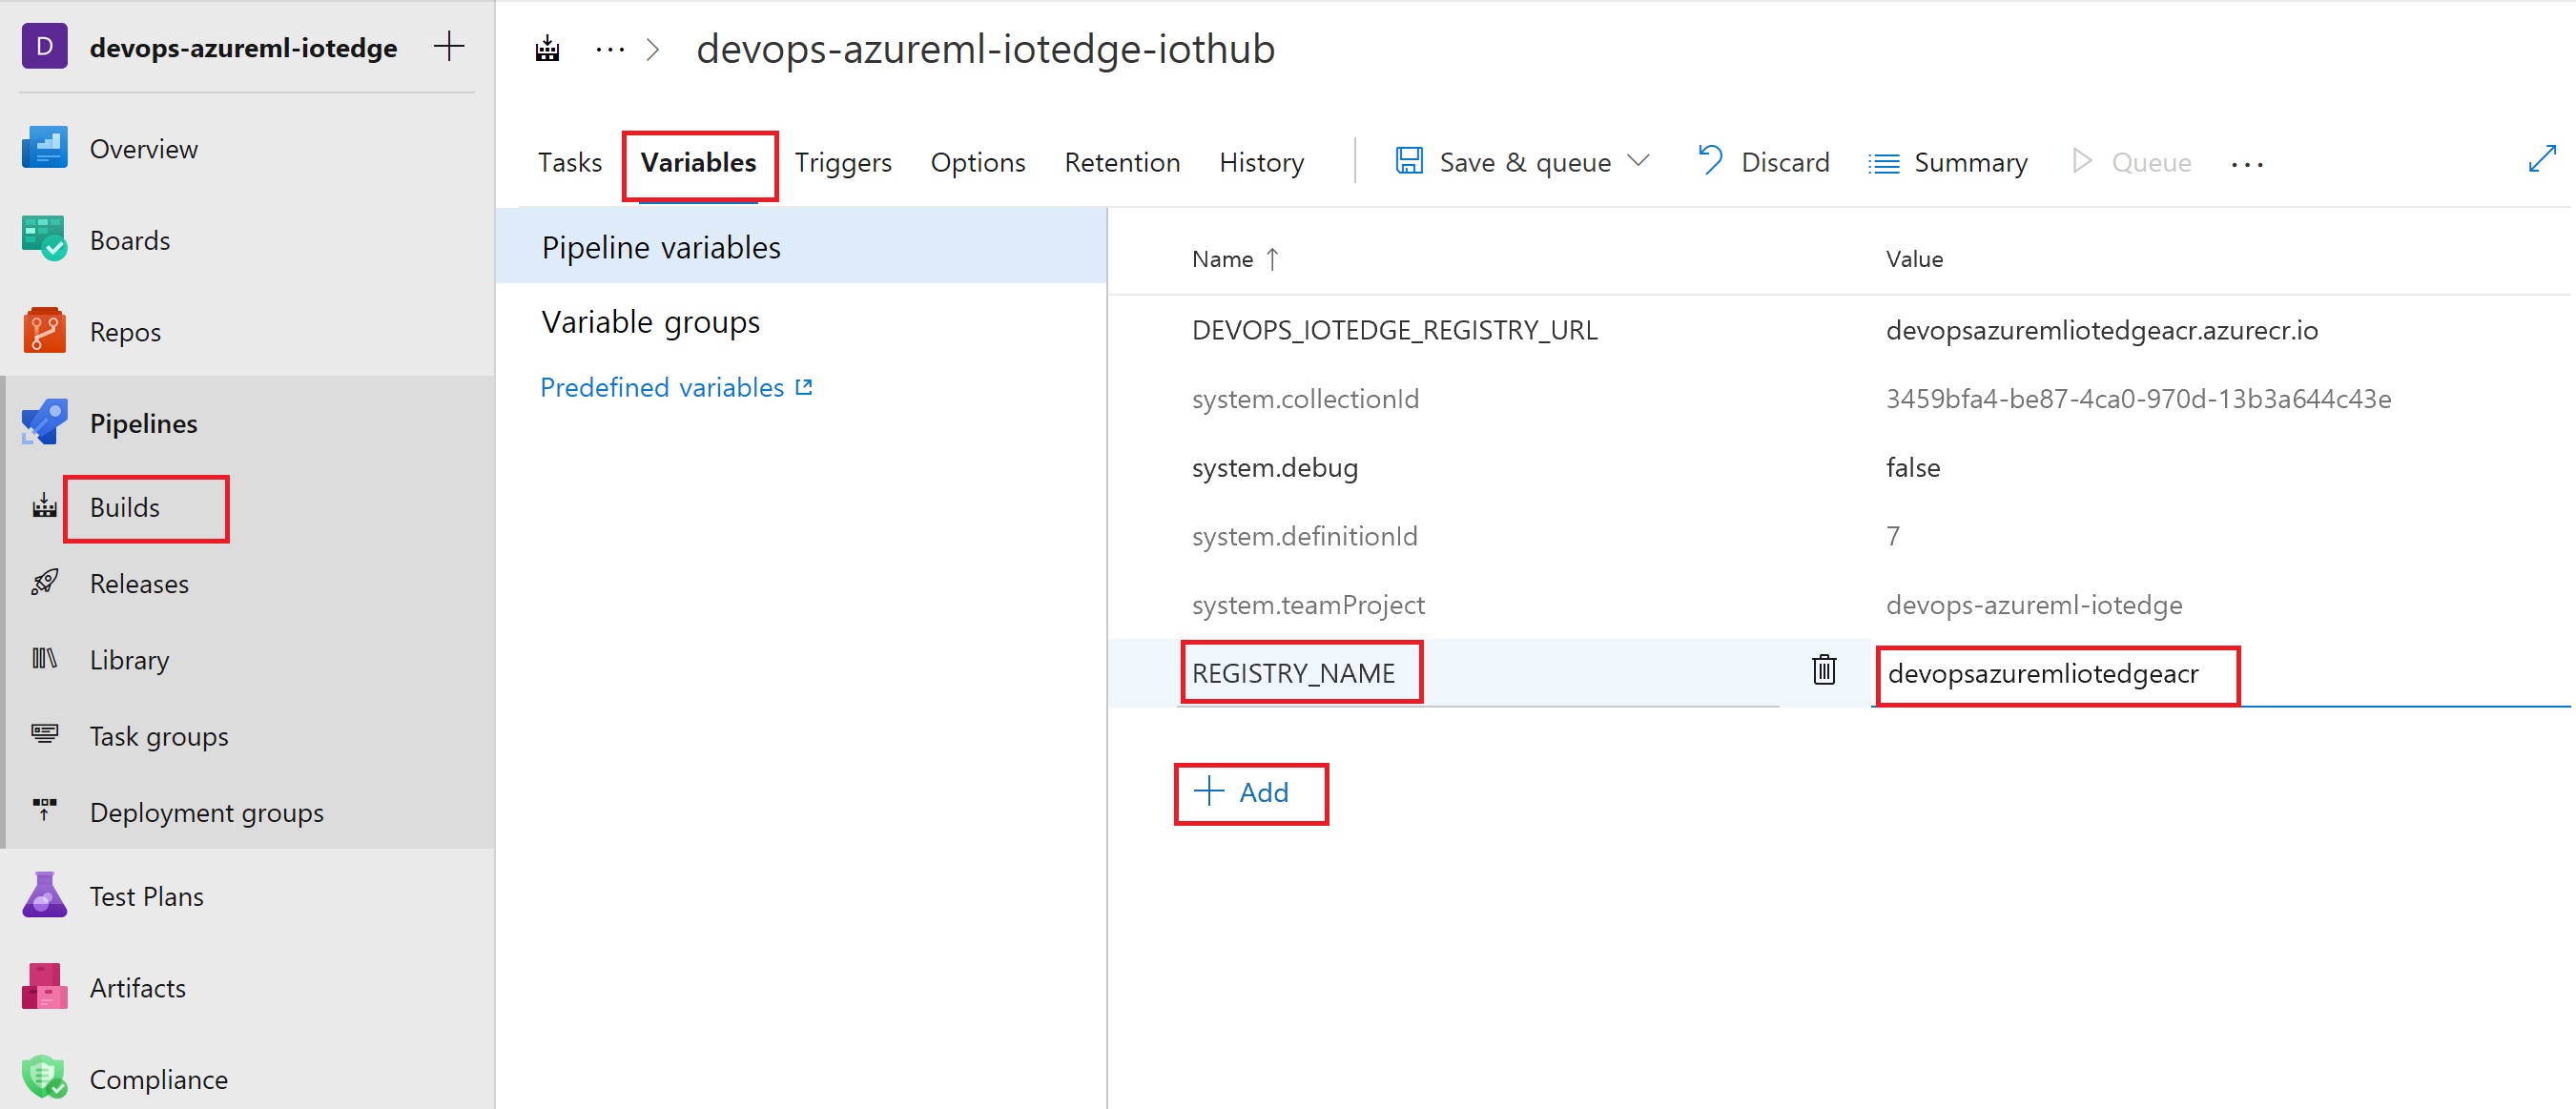 D devops-azureml-iotedge
Overview
Boards
Repos
Pipelines
Builds
Releases
Library
Task groups
Deployment groups
Test Plans
Artifacts
Compliance
... > devops-azureml-iotedge-iothub
Tasks Variables Triggers Options Retention History Save & queue Discard Summary Queue ...
Pipeline variables
Variable groups
Predefined variables
Name ↑ Value
DEVOPS_IOTEDGE_REGISTRY_URL devopsazuremliotedgeacr.azurecr.io
system.collectionId 3459bfa4-be87-4ca0-970d-13b3a644c43e
system.debug false
system.definitionId 7
system.teamProject devops-azureml-iotedge
REGISTRY_NAME devopsazuremliotedgeacr
+ Add